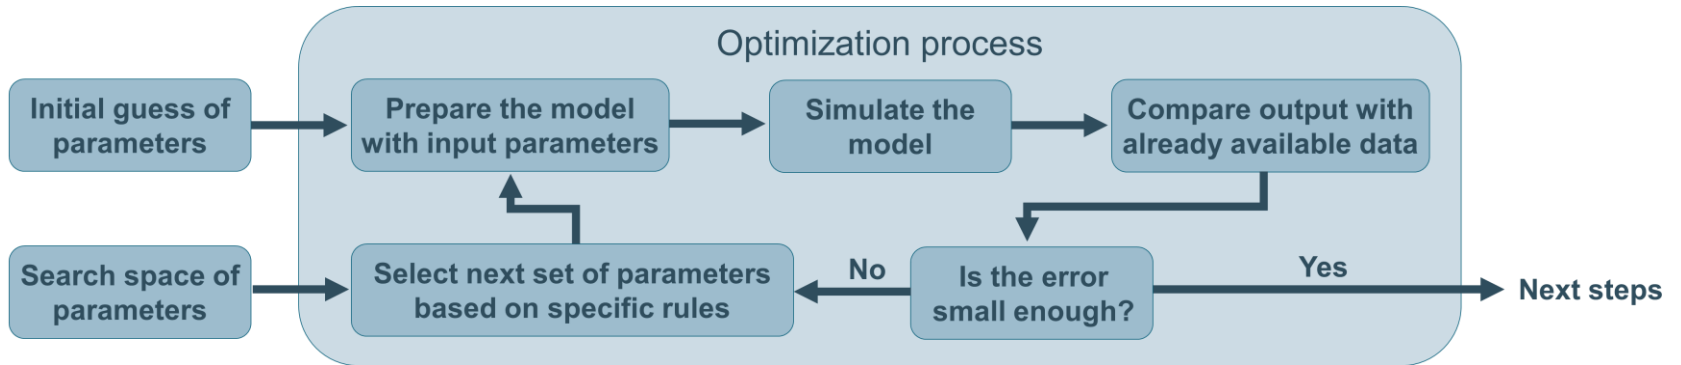 Optimization process
Initial guess of
parameters
Prepare the model
with input parameters
Simulate the
model
Compare output with
already available data
Search space of
parameters
Select next set of parameters
based on specific rules
No
Is the error
small enough?
Yes
Next steps